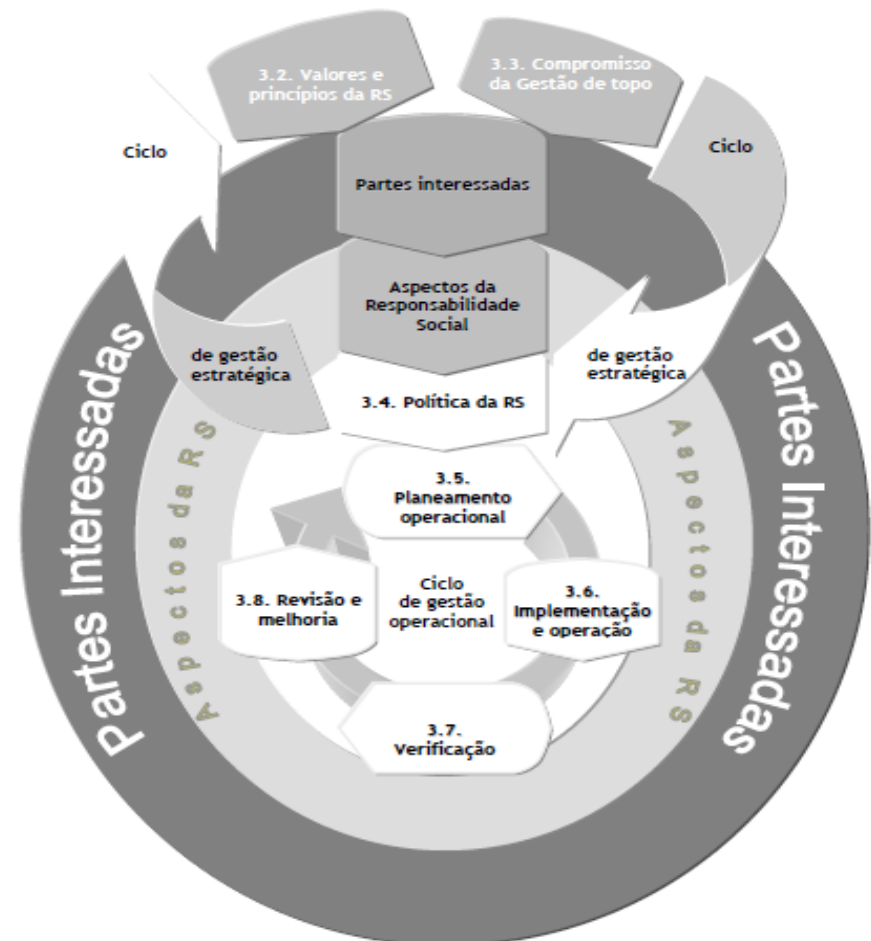 3.2. Valores e
princípios da RS
3.3. Compromisso
da Gestão de topo
Ciclo
Ciclo
Partes interessadas
Aspectos da
Responsabilidade
Social
de gestão
estratégica
de gestão
estratégica
3.4. Política da RS
Partes Interessadas
Aspectos da RS
Aspectos da RS
Partes Interessadas
3.5.
Planeamento
operacional
3.8. Revisão e
melhoria
Ciclo
de gestão
operacional
3.6.
Implementação
e operação
3.7.
Verificação